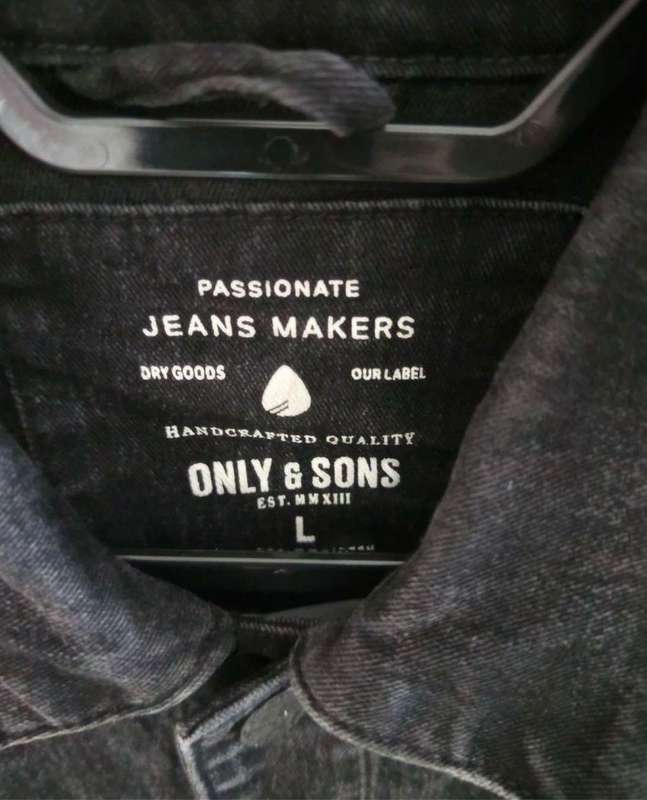 PASSIONATE
JEANS MAKERS
DRY GOODS OUR LABEL
HANDCRAFTED QUALITY
ONLY & SONS
EST. MMXIII
L